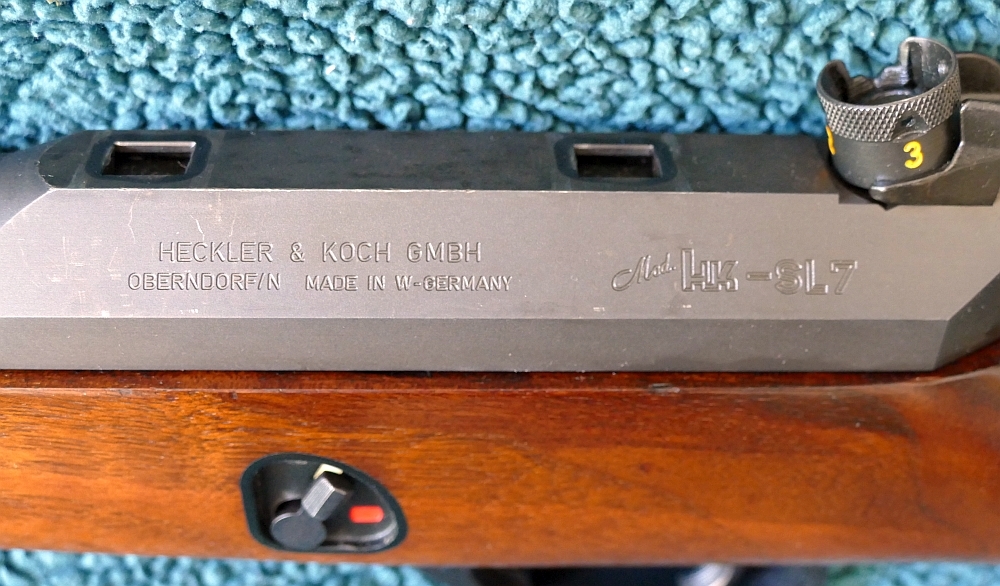 HECKLER & KOCH GMBH
OBERNDORF/N MADE IN W-GERMANY
Mod. HK-SL7
3